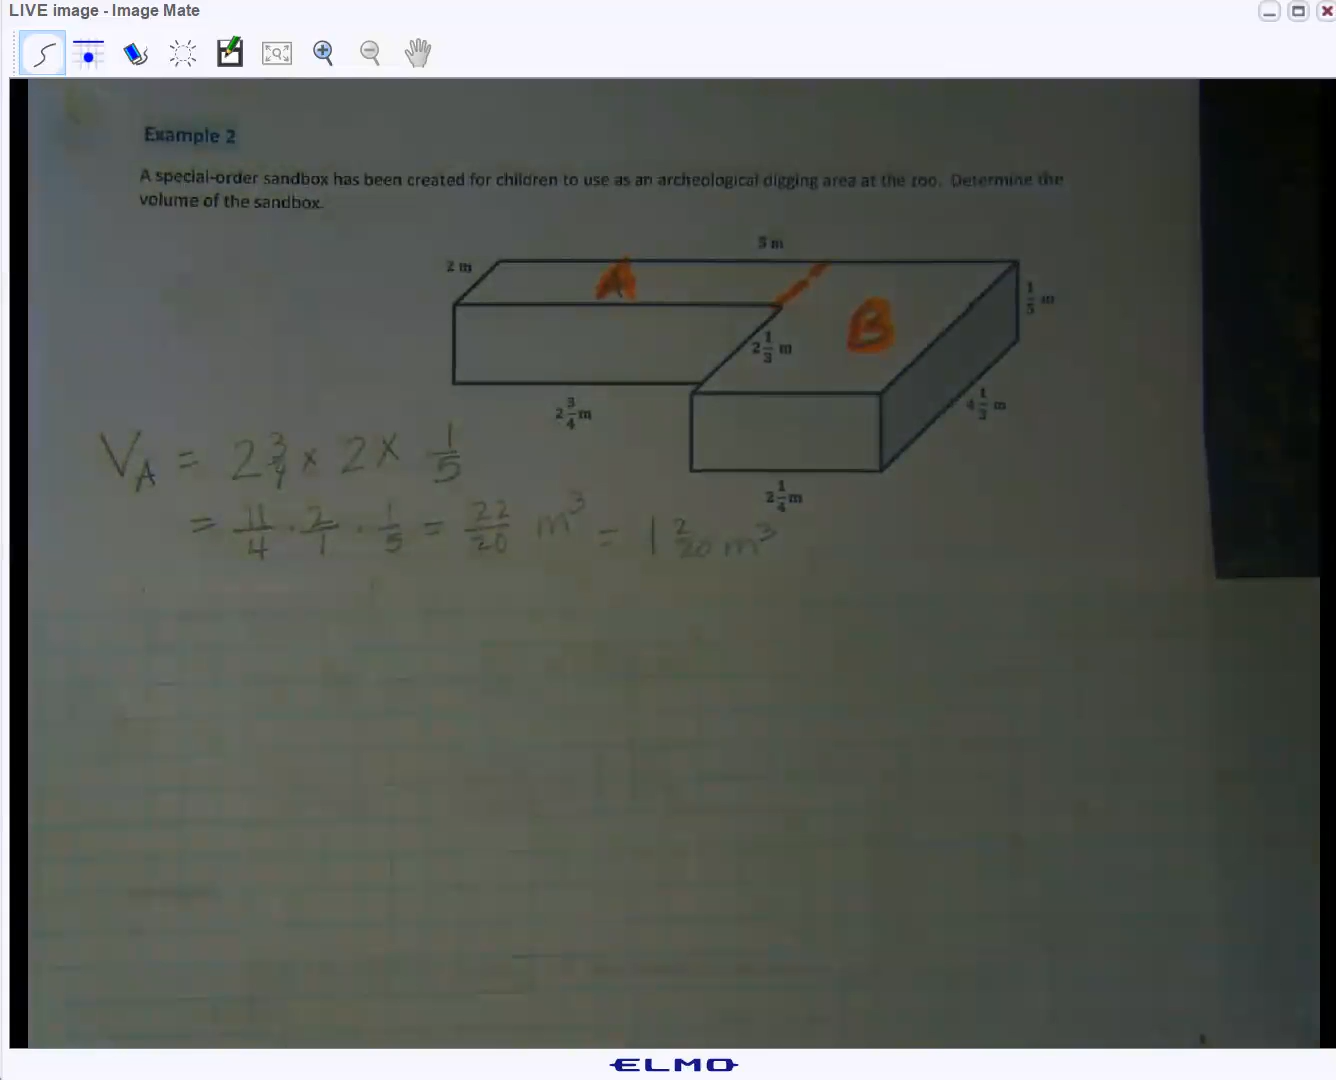 LIVE image - Image Mate
Example 2
A special-order sandbox has been created for children to use as an archeological digging area at the zoo. Determine the
volume of the sandbox.
5 m
2 m
A
B
1/5 m
2 1/3 m
4 1/3 m
2 3/4 m
2 1/4 m
V_A = 2 3/4 × 2 × 1/5
= 11/4 · 2/1 · 1/5 = 22/20 m³ = 1 2/20 m³
ELMO